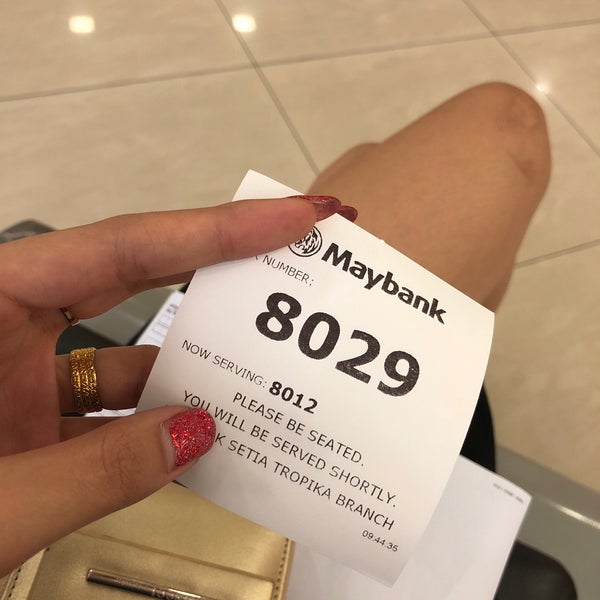 Maybank
NUMBER:
8029
NOW SERVING: 8012
PLEASE BE SEATED.
YOU WILL BE SERVED SHORTLY.
SETIA TROPIKA BRANCH
09.44.35